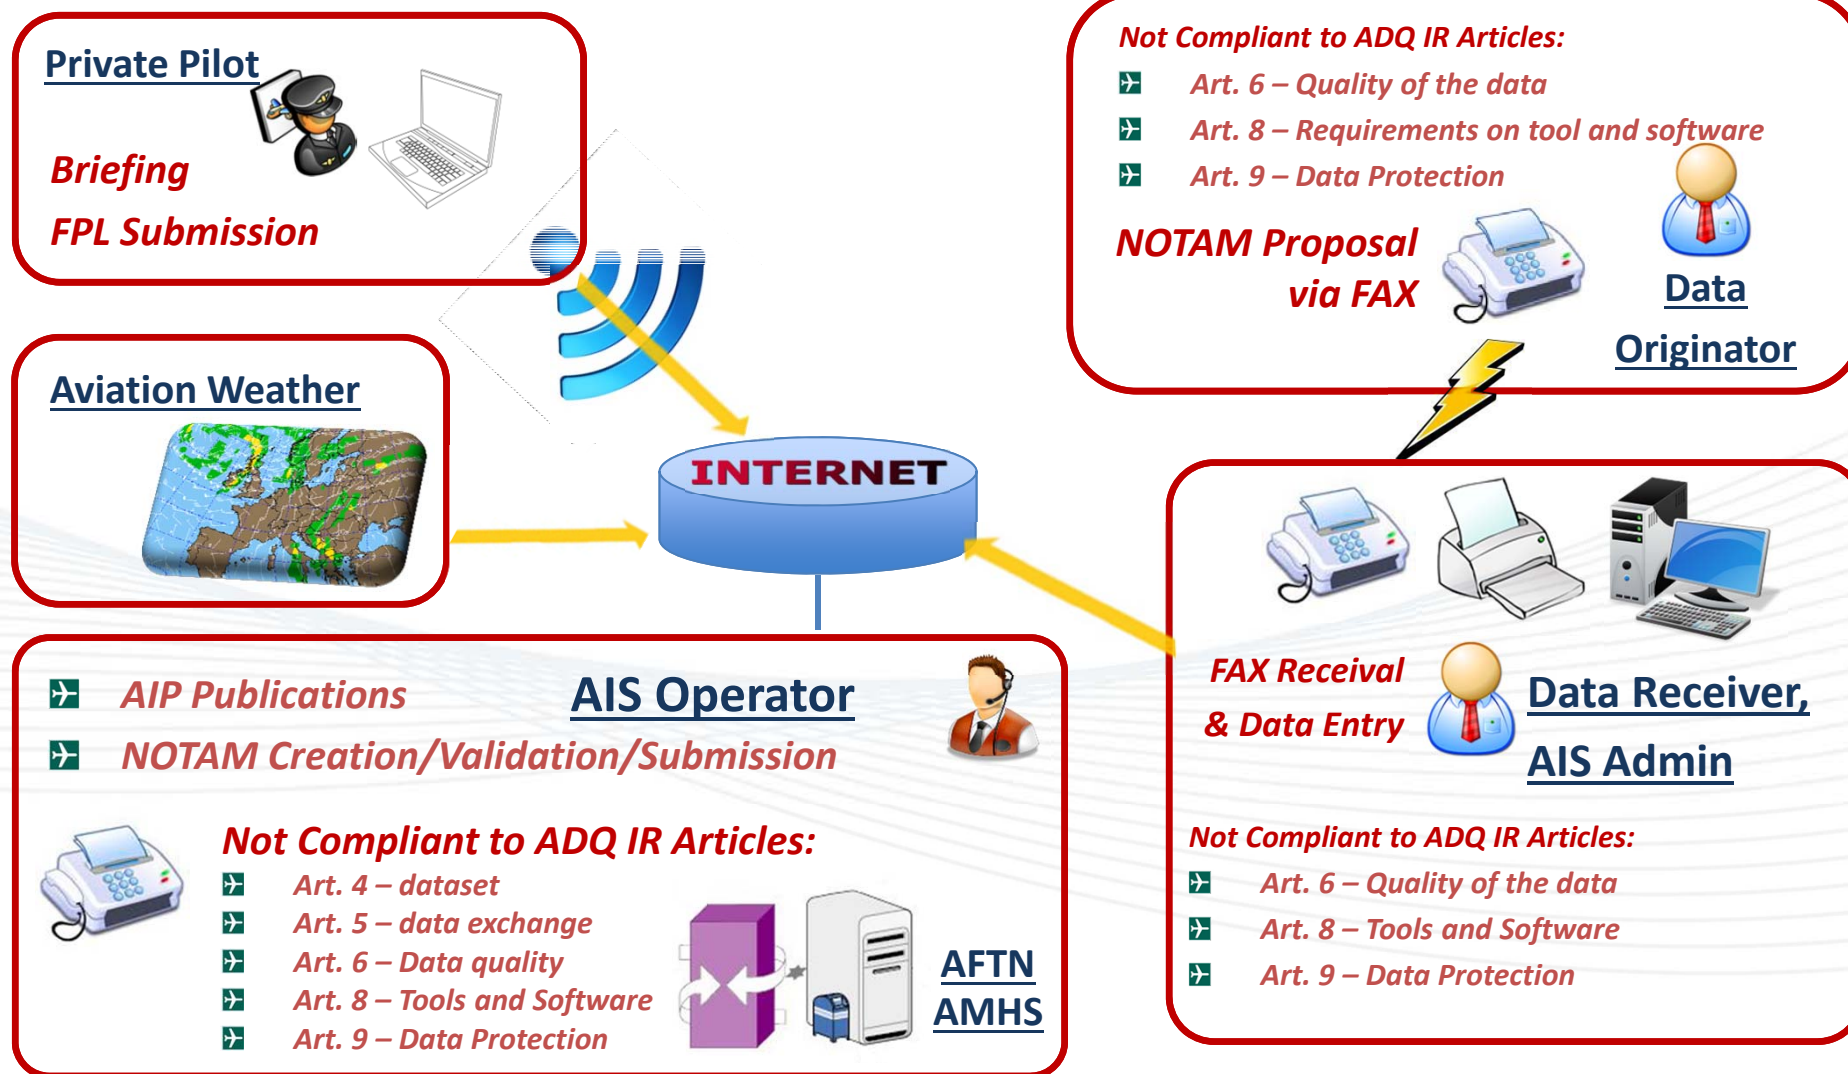 Private Pilot
Briefing
FPL Submission
Not Compliant to ADQ IR Articles:
Art. 6 – Quality of the data
Art. 8 – Requirements on tool and software
Art. 9 – Data Protection
NOTAM Proposal
via FAX
Data
Originator
Aviation Weather
INTERNET
FAX Receival
& Data Entry
Data Receiver,
AIS Admin
Not Compliant to ADQ IR Articles:
Art. 6 – Quality of the data
Art. 8 – Tools and Software
Art. 9 – Data Protection
AIS Operator
AIP Publications
NOTAM Creation/Validation/Submission
Not Compliant to ADQ IR Articles:
Art. 4 – dataset
Art. 5 – data exchange
Art. 6 – Data quality
Art. 8 – Tools and Software
Art. 9 – Data Protection
AFTN
AMHS